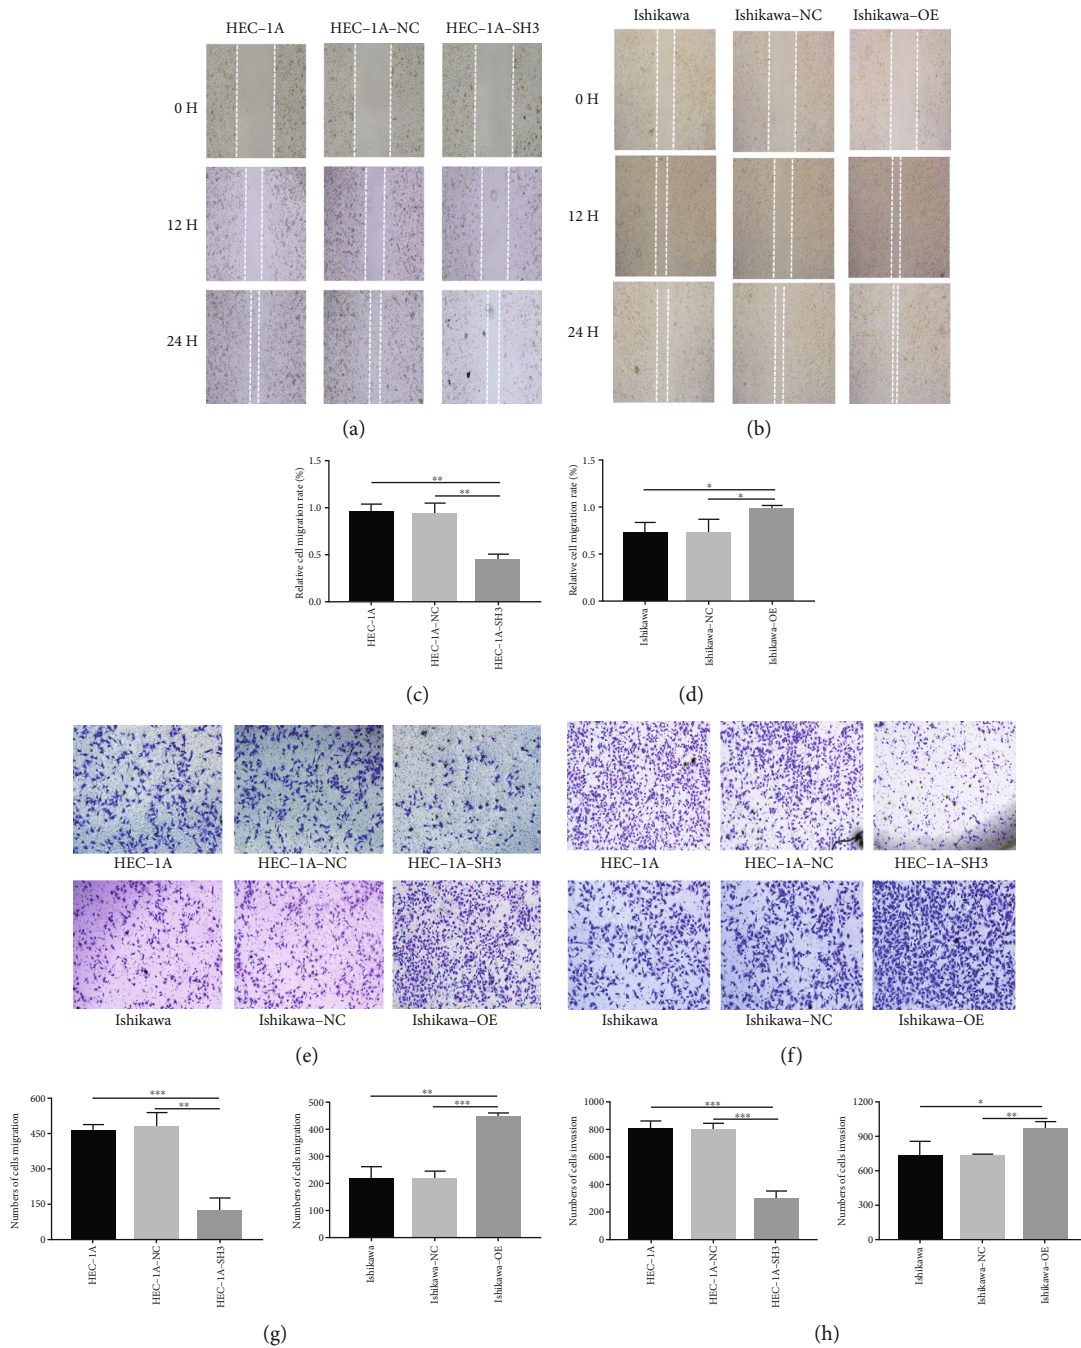 HEC–1A HEC–1A–NC HEC–1A–SH3
0 H
12 H
24 H
(a)
Ishikawa Ishikawa–NC Ishikawa–OE
0 H
12 H
24 H
(b)
Relative cell migration rate (%)
1.5
1.0
0.5
0.0
**
**
HEC–1A
HEC–1A–NC
HEC–1A–SH3
(c)
Relative cell migration rate (%)
1.5
1.0
0.5
0.0
*
*
Ishikawa
Ishikawa–NC
Ishikawa–OE
(d)
HEC–1A HEC–1A–NC HEC–1A–SH3
Ishikawa Ishikawa–NC Ishikawa–OE
(e)
HEC–1A HEC–1A–NC HEC–1A–SH3
Ishikawa Ishikawa–NC Ishikawa–OE
(f)
Numbers of cells migration
600
450
300
150
0
***
**
HEC–1A
HEC–1A–NC
HEC–1A–SH3
Numbers of cells migration
500
400
300
200
100
0
**
***
Ishikawa
Ishikawa–NC
Ishikawa–OE
(g)
Numbers of cells invasion
1000
800
600
400
200
0
***
***
HEC–1A
HEC–1A–NC
HEC–1A–SH3
Numbers of cells invasion
1200
900
600
300
0
*
**
Ishikawa
Ishikawa–NC
Ishikawa–OE
(h)